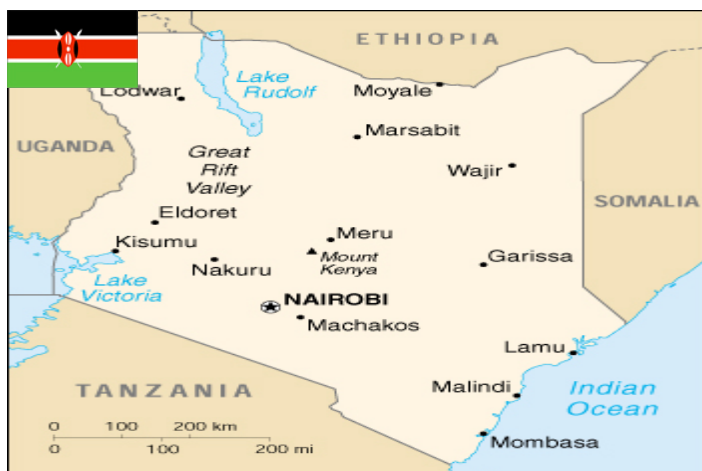 ETHIOPIA
Lake
Rudolf
Moyale
Lodwar
Marsabit
UGANDA
Great
Rift
Valley
Wajir
SOMALIA
Eldoret
Kisumu
Meru
Mount
Kenya
Garissa
Nakuru
Lake
Victoria
NAIROBI
Machakos
Lamu
TANZANIA
Malindi
Indian
Ocean
0 100 200 km
0 100 200 mi
Mombasa